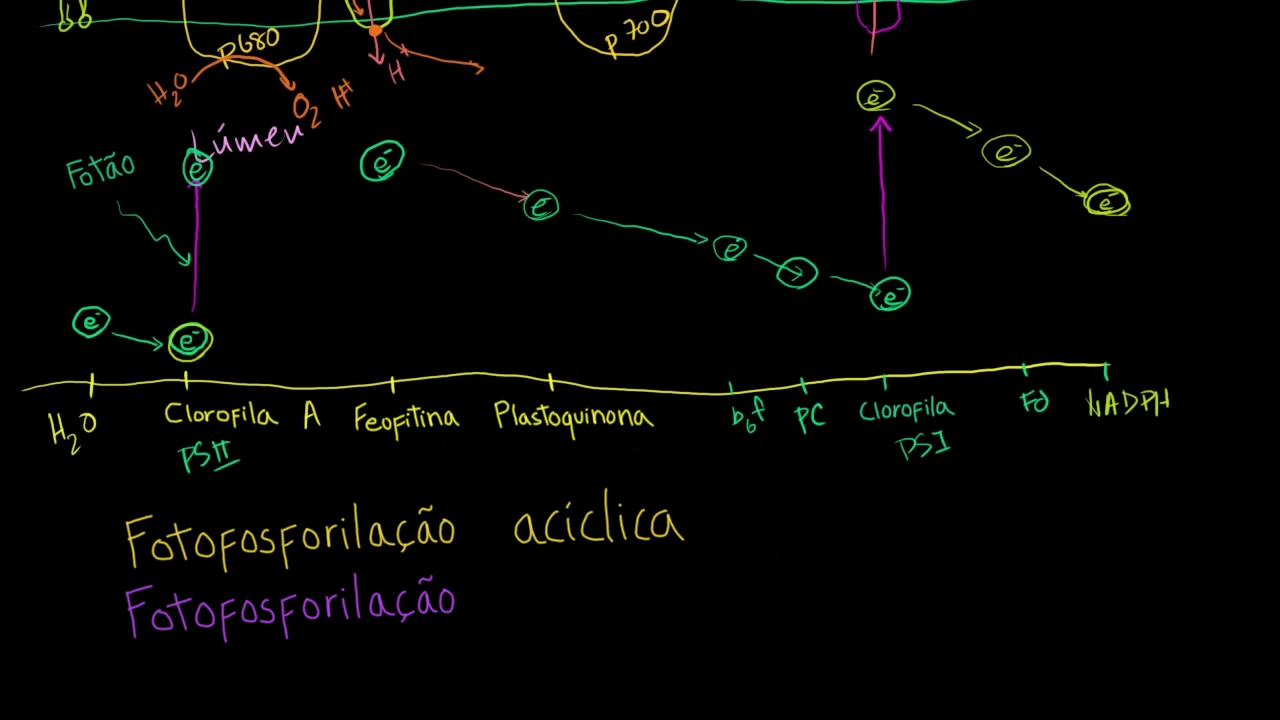 p680
p700
H₂O
O₂ H⁺
H⁺
Lúmen
Fotão
e⁻
e⁻
e⁻
e⁻
e⁻
e⁻
e⁻
e⁻
e⁻
e⁻
H₂O
Clorofila A
Feofitina
Plastoquinona
b₆f
PC
Clorofila
Fd
NADPH
PSII
PSI
Fotofosforilação acíclica
Fotofosforilação